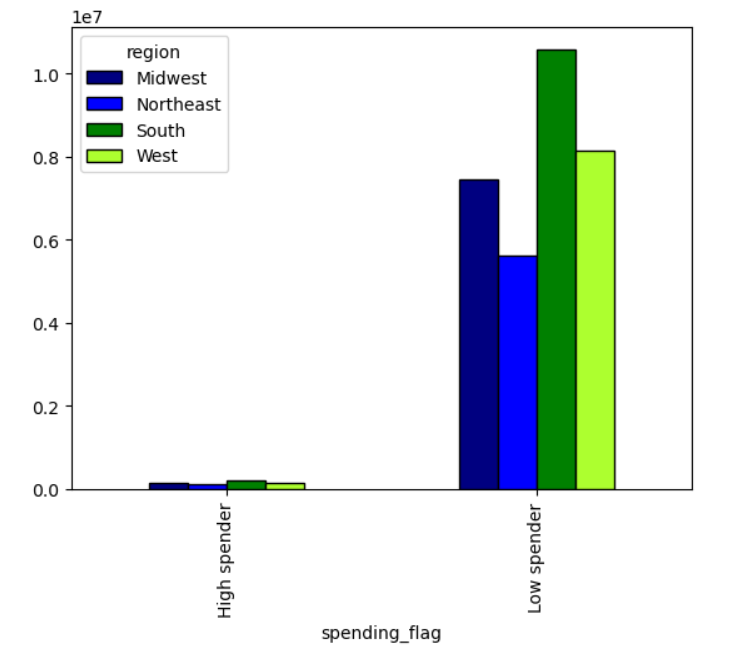 1e7
region
Midwest
Northeast
South
West
1.0
0.8
0.6
0.4
0.2
0.0
High spender
Low spender
spending_flag